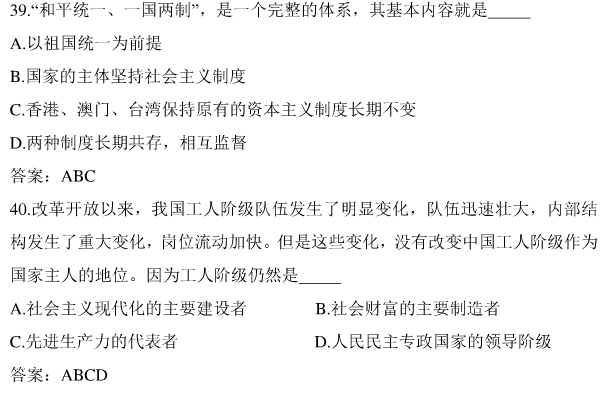 39.“和平统一、一国两制”，是一个完整的体系，其基本内容就是_____
A.以祖国统一为前提
B.国家的主体坚持社会主义制度
C.香港、澳门、台湾保持原有的资本主义制度长期不变
D.两种制度长期共存，相互监督
答案：ABC
40.改革开放以来，我国工人阶级队伍发生了明显变化，队伍迅速壮大，内部结
构发生了重大变化，岗位流动加快。但是这些变化，没有改变中国工人阶级作为
国家主人的地位。因为工人阶级仍然是_____
A.社会主义现代化的主要建设者 B.社会财富的主要制造者
C.先进生产力的代表者 D.人民民主专政国家的领导阶级
答案：ABCD